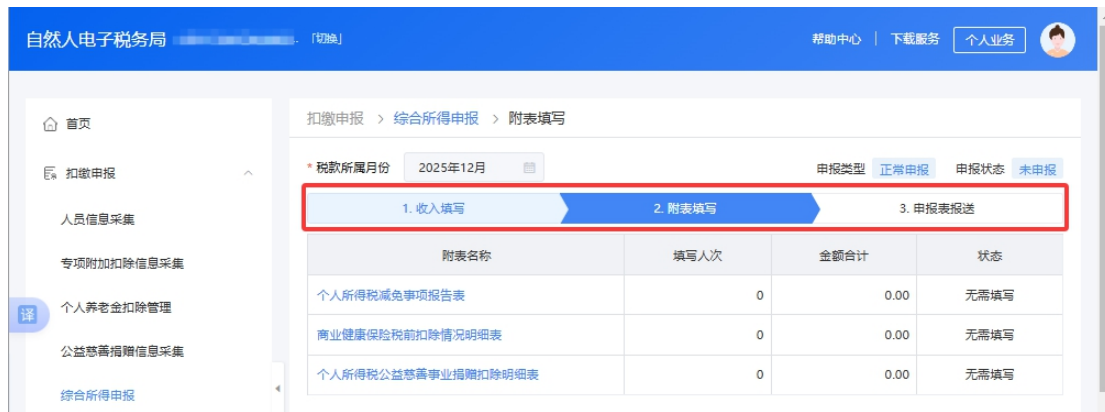 自然人电子税务局 「切换」 帮助中心 | 下载服务 个人业务
首页
扣缴申报
人员信息采集
专项附加扣除信息采集
个人养老金扣除管理
公益慈善捐赠信息采集
综合所得申报
译
扣缴申报 > 综合所得申报 > 附表填写
* 税款所属月份 2025年12月 申报类型 正常申报 申报状态 未申报
1. 收入填写 2. 附表填写 3. 申报表报送
附表名称 填写人次 金额合计 状态
个人所得税减免事项报告表 0 0.00 无需填写
商业健康保险税前扣除情况明细表 0 0.00 无需填写
个人所得税公益慈善事业捐赠扣除明细表 0 0.00 无需填写